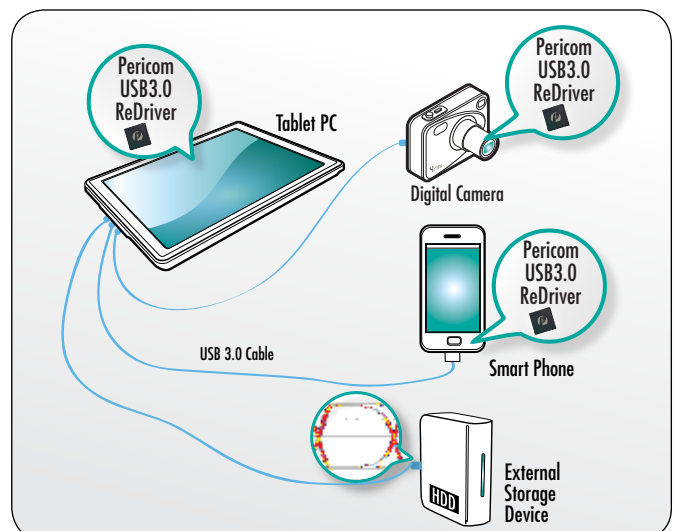 Pericom
USB3.0
ReDriver
Tablet PC
Pericom
USB3.0
ReDriver
Digital Camera
Pericom
USB3.0
ReDriver
USB 3.0 Cable
Smart Phone
HDD
External
Storage
Device